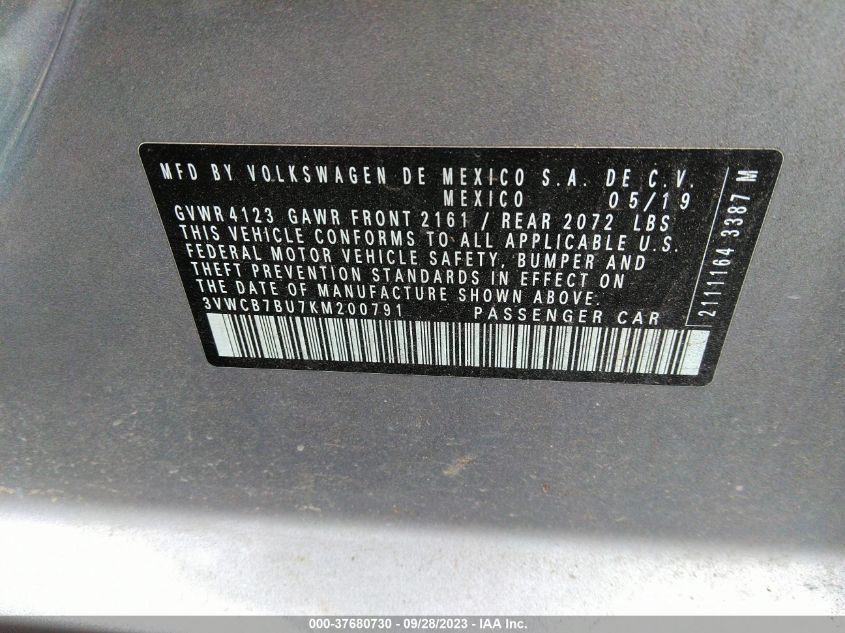 MFD BY VOLKSWAGEN DE MEXICO S.A. DE C.V.
MEXICO 05/19
GVWR 4123 GAWR FRONT 2161 / REAR 2072 LBS
THIS VEHICLE CONFORMS TO ALL APPLICABLE U.S.
FEDERAL MOTOR VEHICLE SAFETY, BUMPER AND
THEFT PREVENTION STANDARDS IN EFFECT ON
THE DATE OF MANUFACTURE SHOWN ABOVE.
3VWCB7BU7KM200791 PASSENGER CAR
2111164 3387 M
000-37680730 - 09/28/2023 - IAA Inc.